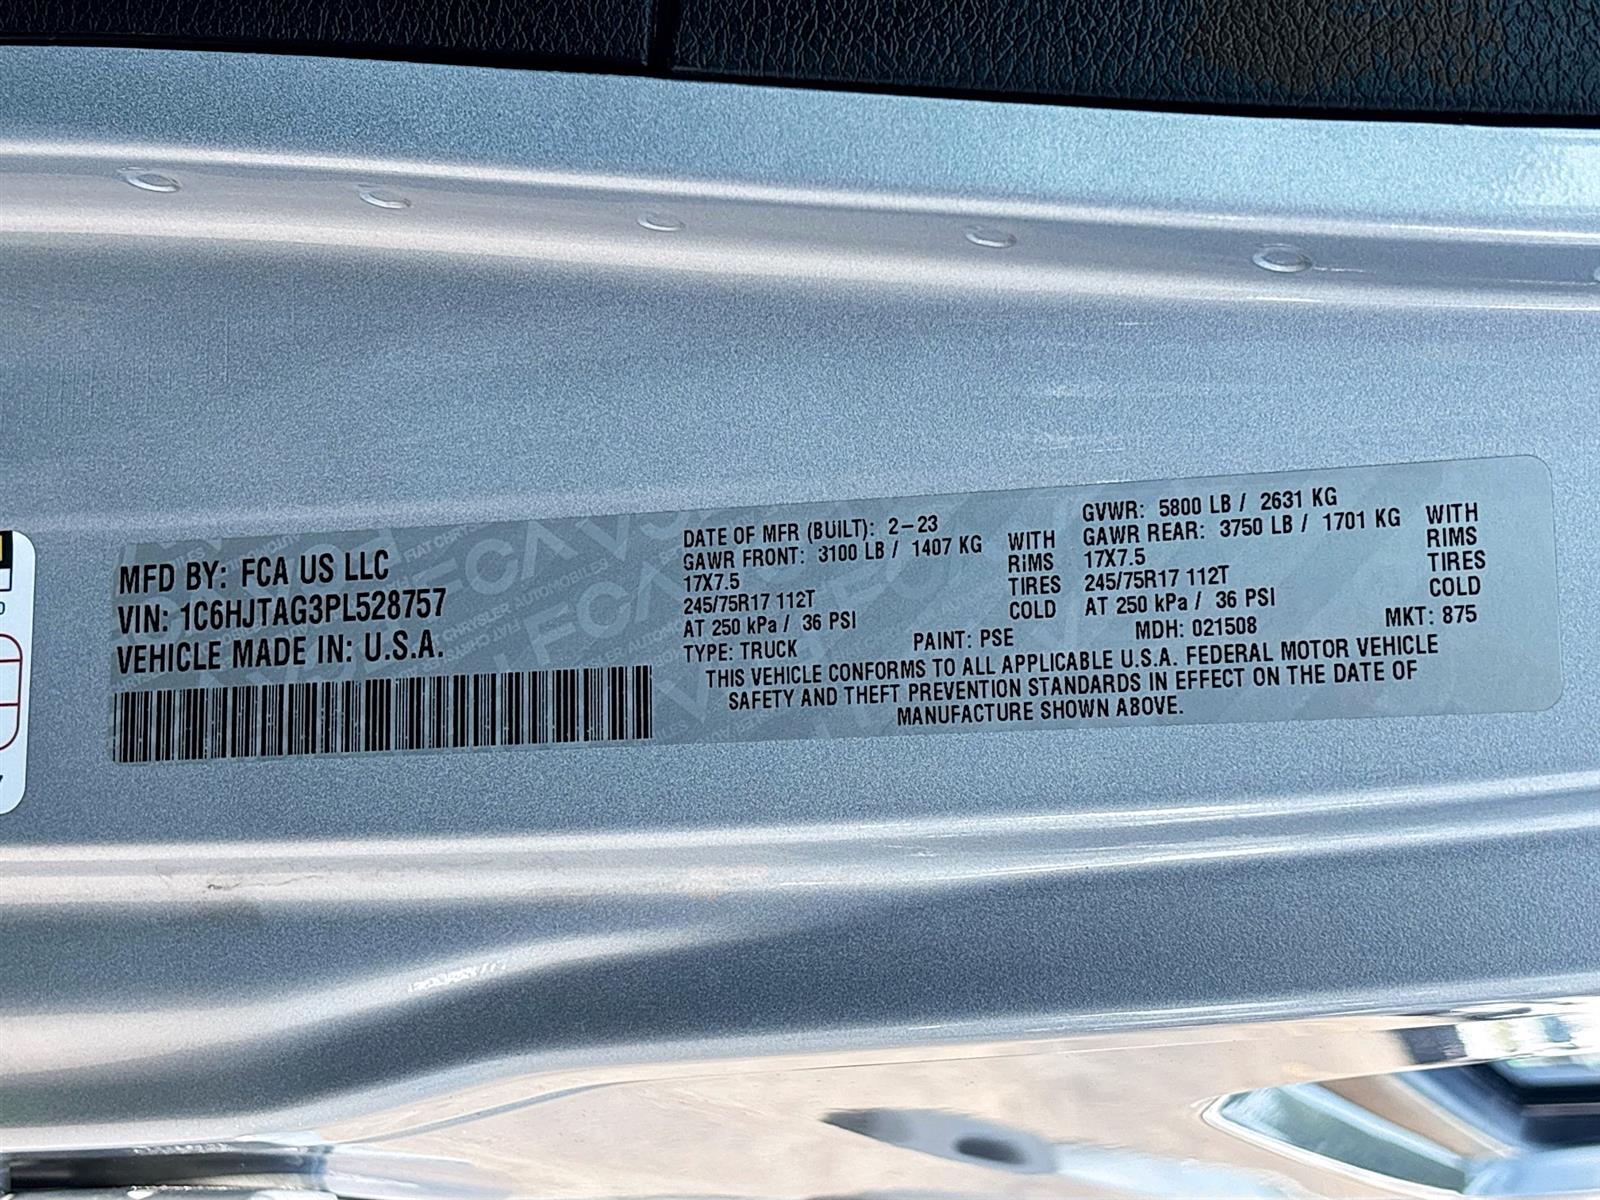 MFD BY: FCA US LLC
VIN: 1C6HJTAG3PL528757
VEHICLE MADE IN: U.S.A.
DATE OF MFR (BUILT): 2-23
GAWR FRONT: 3100 LB / 1407 KG WITH
17X7.5 RIMS
245/75R17 112T TIRES
AT 250 kPa / 36 PSI COLD
GVWR: 5800 LB / 2631 KG
GAWR REAR: 3750 LB / 1701 KG WITH
17X7.5 RIMS
245/75R17 112T TIRES
AT 250 kPa / 36 PSI COLD
TYPE: TRUCK PAINT: PSE MDH: 021508 MKT: 875
THIS VEHICLE CONFORMS TO ALL APPLICABLE U.S.A. FEDERAL MOTOR VEHICLE
SAFETY AND THEFT PREVENTION STANDARDS IN EFFECT ON THE DATE OF
MANUFACTURE SHOWN ABOVE.